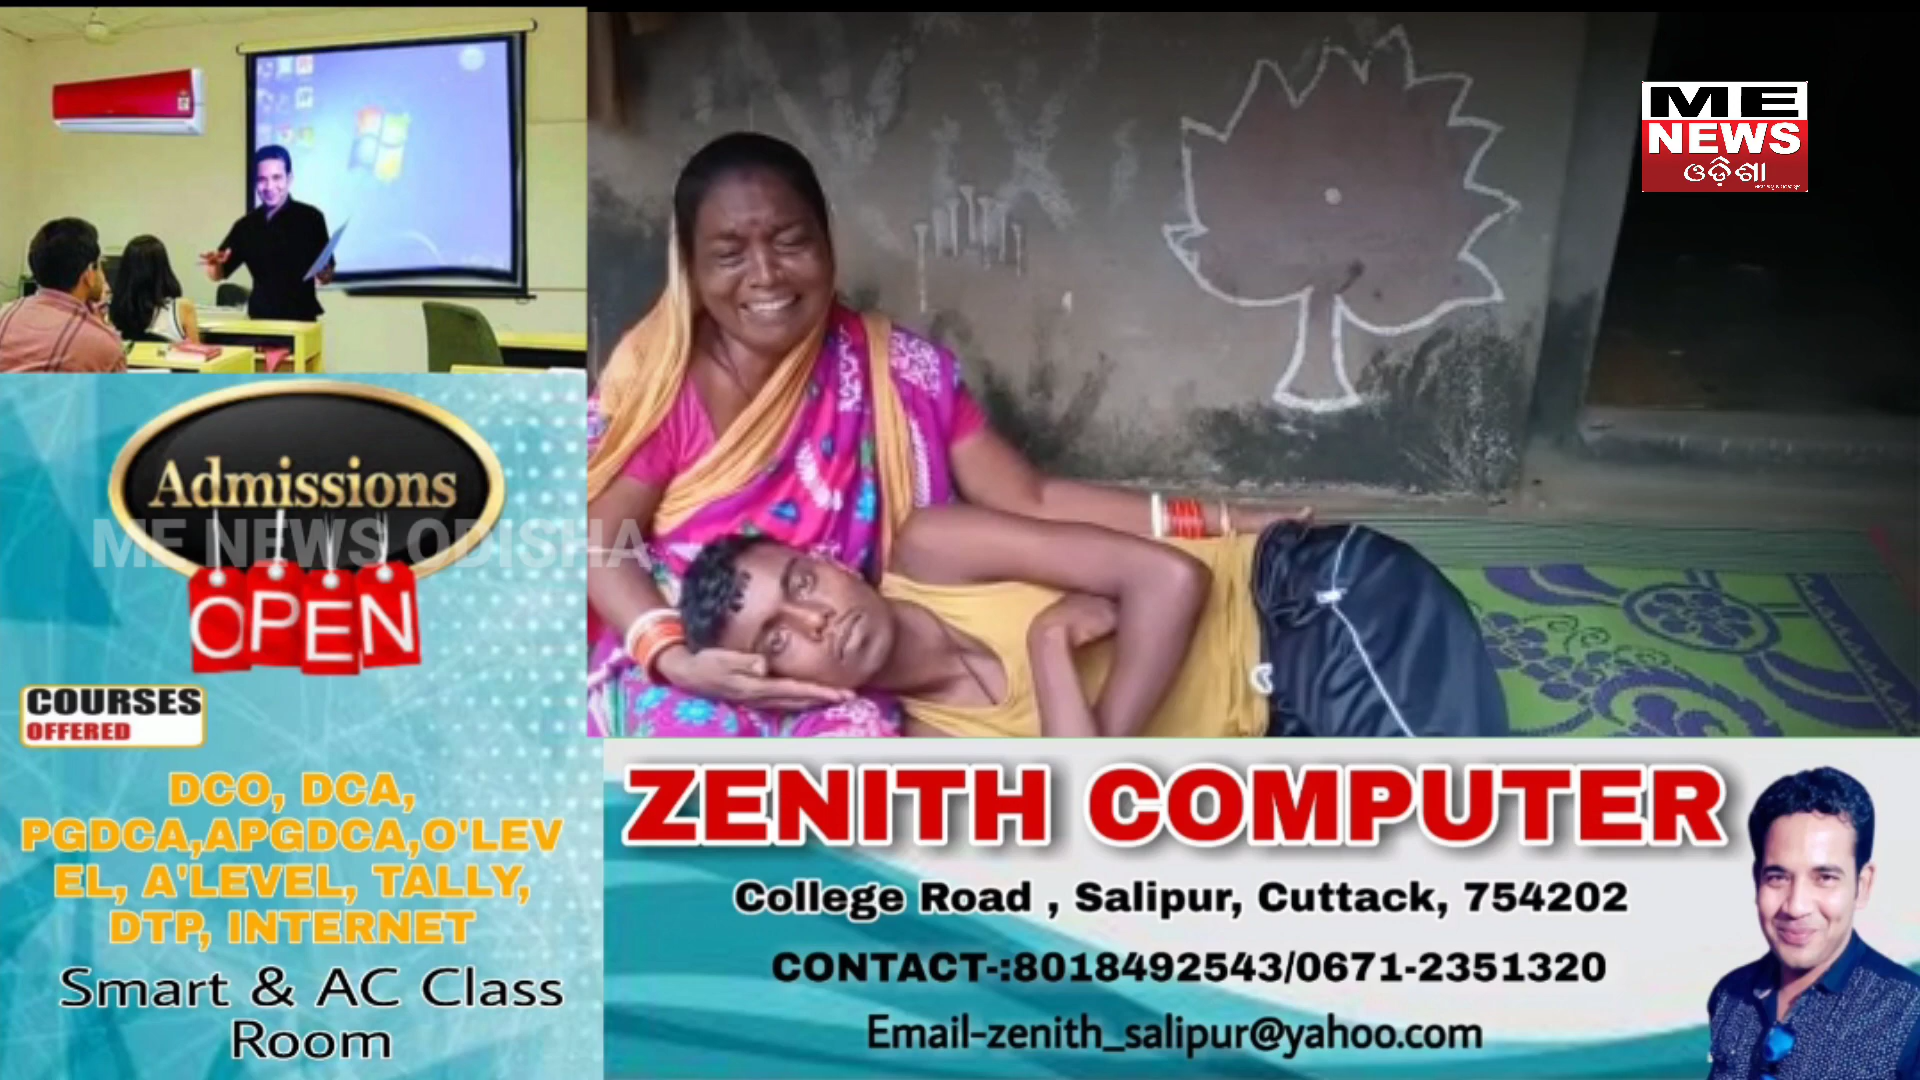 ME
NEWS
ଓଡ଼ିଶା
Admissions
OPEN
ME NEWS ODISHA
COURSES
OFFERED
DCO, DCA,
PGDCA,APGDCA,O'LEV
EL, A'LEVEL, TALLY,
DTP, INTERNET
Smart & AC Class
Room
ZENITH COMPUTER
College Road , Salipur, Cuttack, 754202
CONTACT-:8018492543/0671-2351320
Email-zenith_salipur@yahoo.com